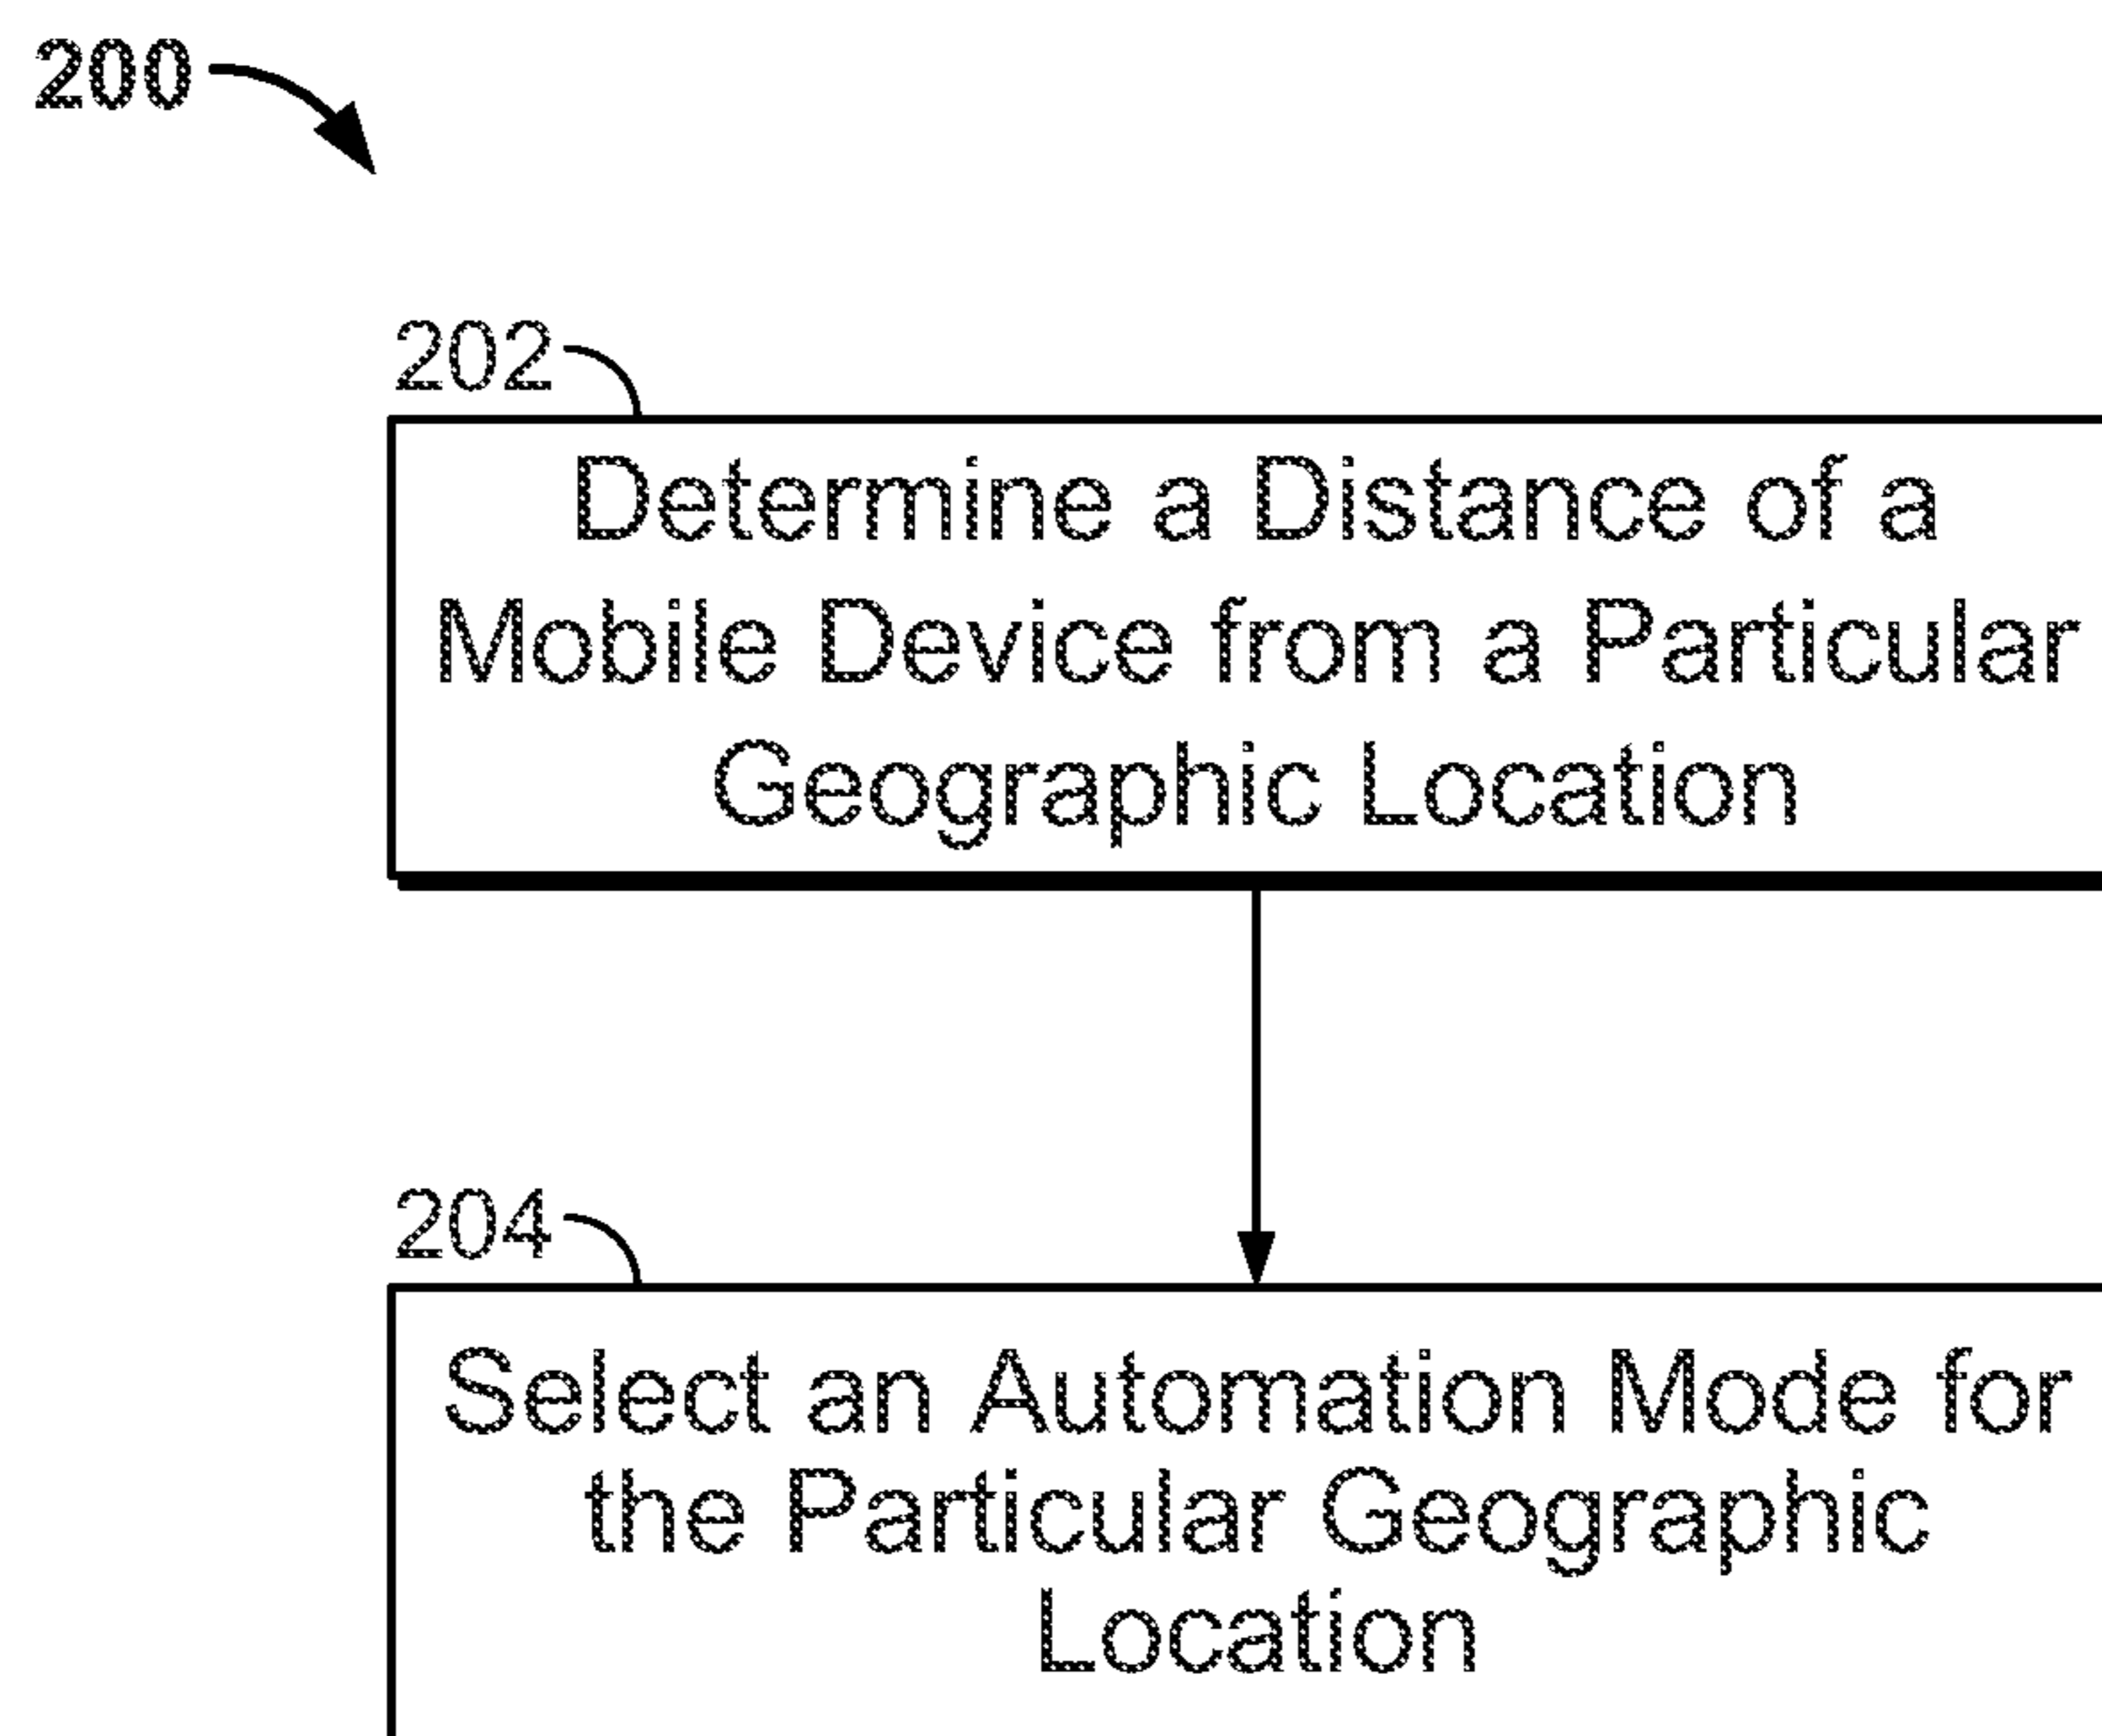 200
202
Determine a Distance of a
Mobile Device from a Particular
Geographic Location
204
Select an Automation Mode for
the Particular Geographic
Location